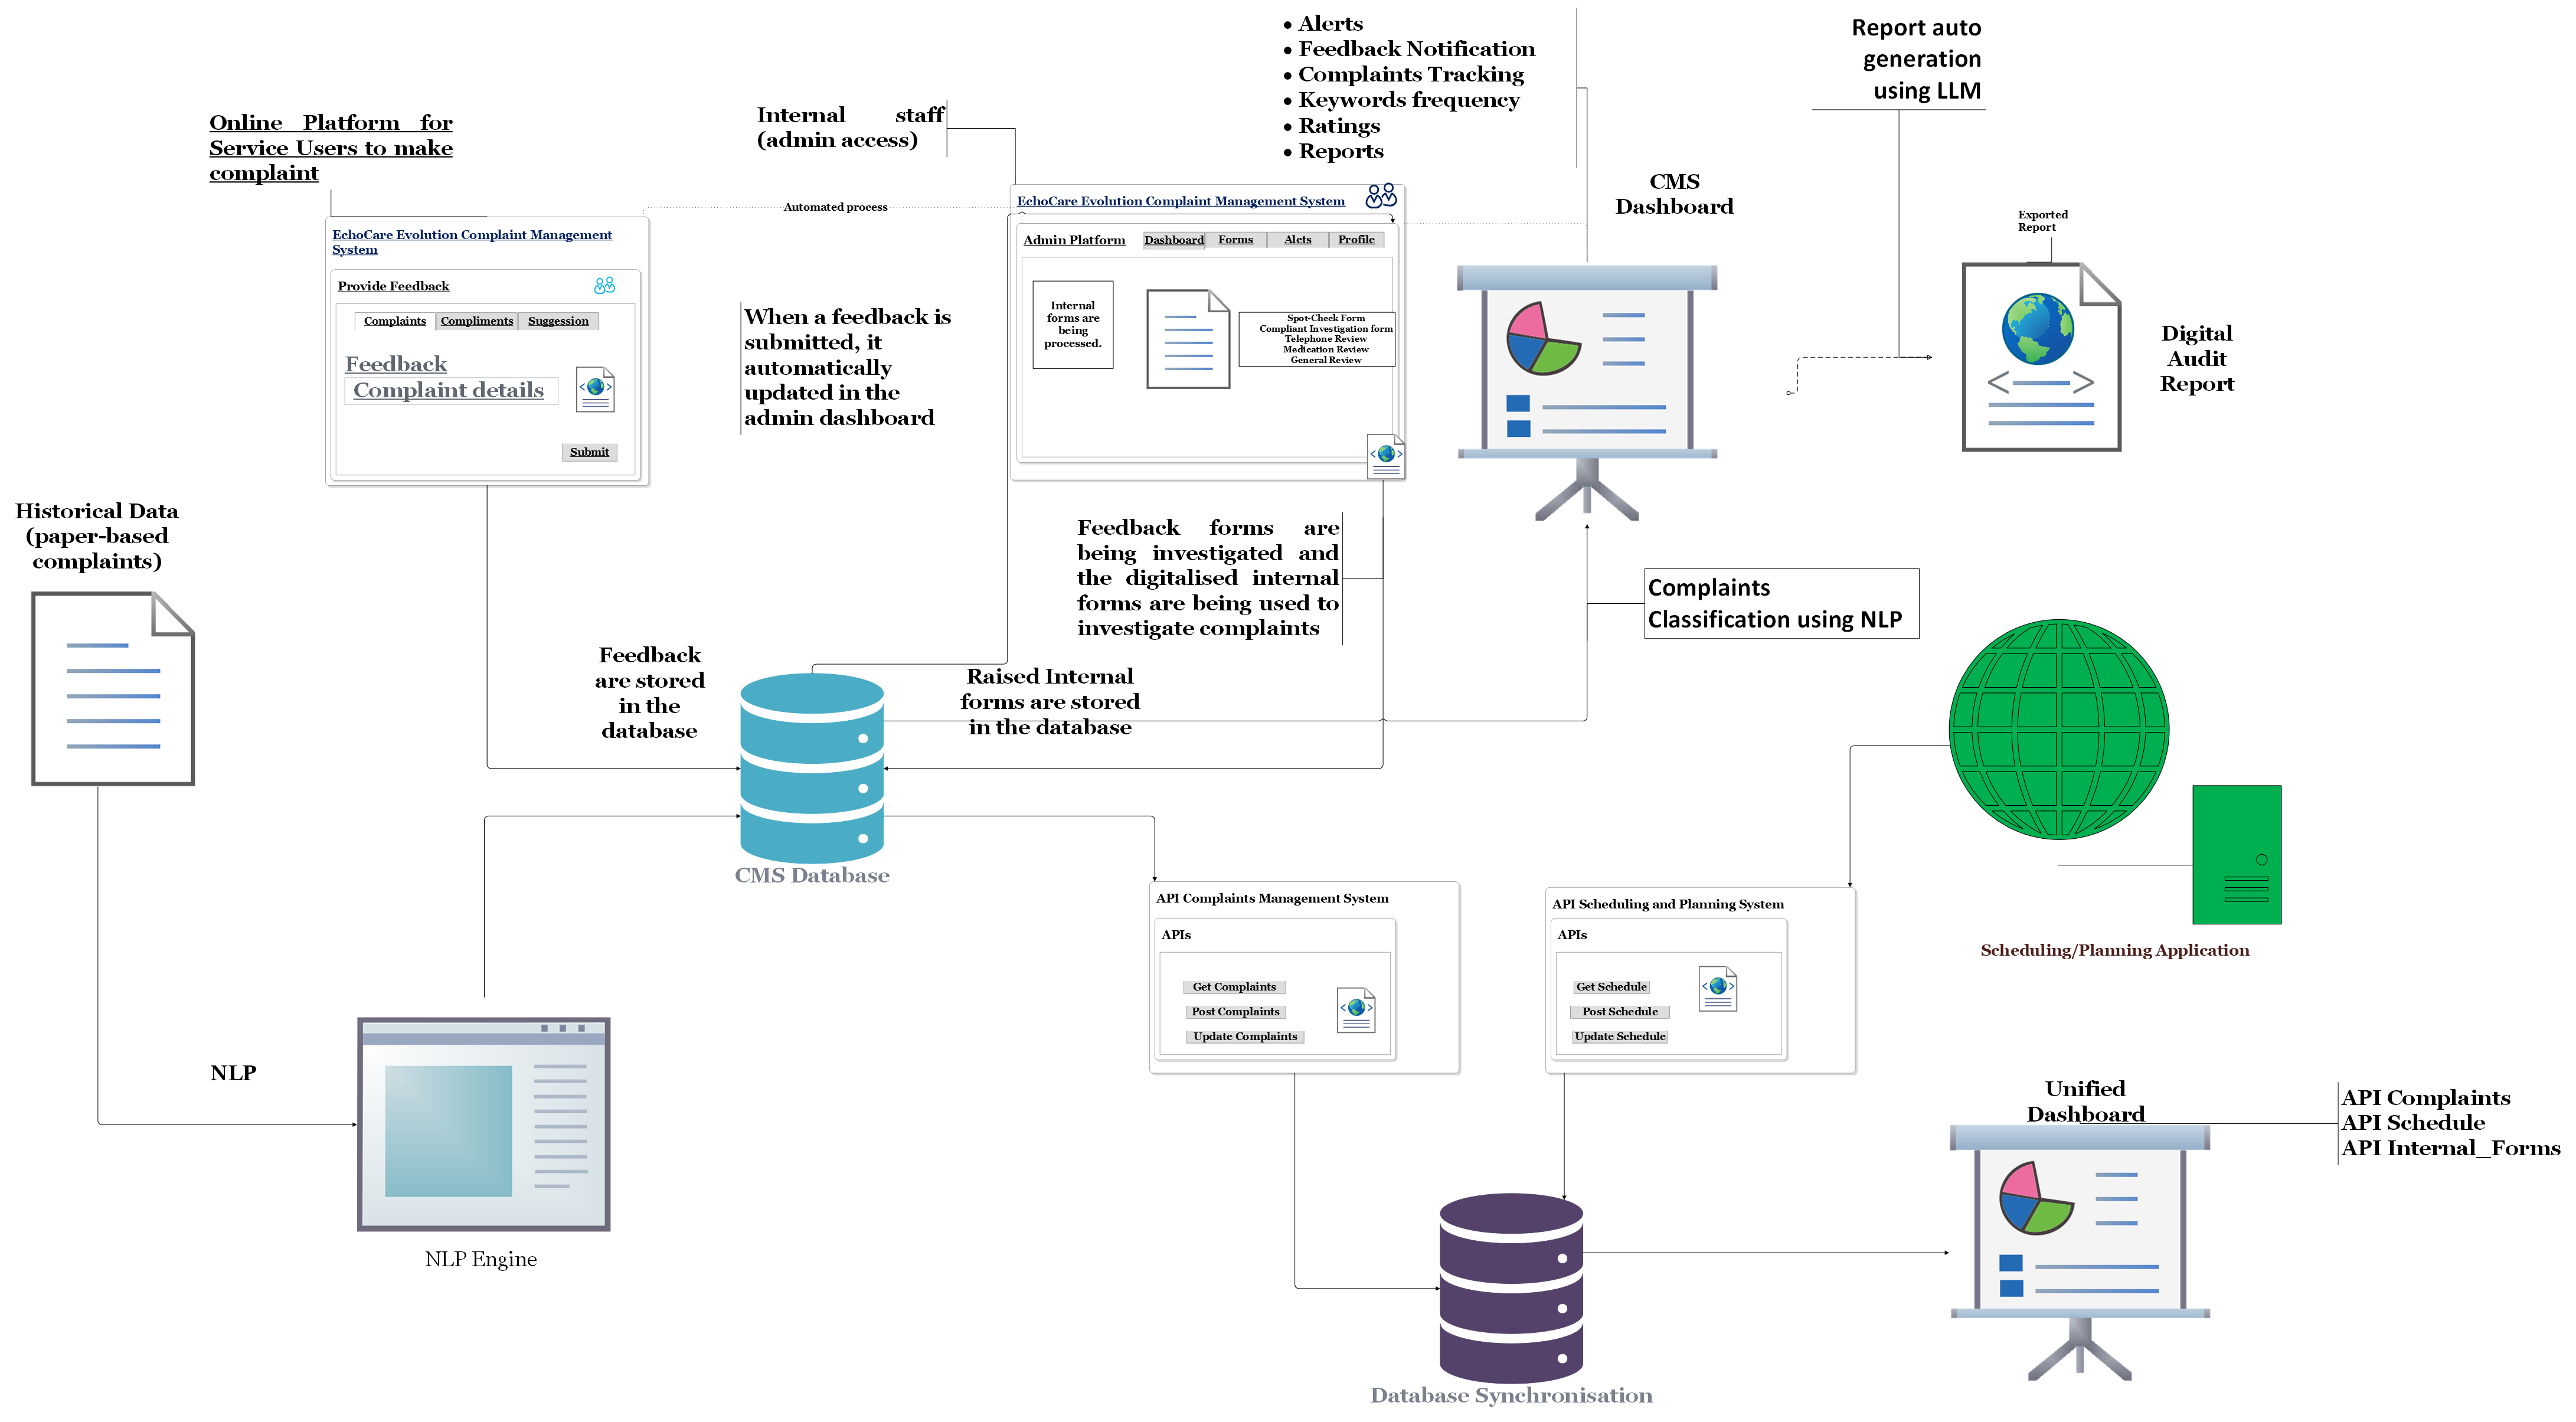 Alerts
Feedback Notification
Complaints Tracking
Keywords frequency
Ratings
Reports
Report auto
generation
using LLM
Online Platform for
Service Users to make
complaint
Internal staff
(admin access)
CMS
Dashboard
Automated process
EchoCare Evolution Complaint Management
System
Provide Feedback
Complaints Compliments Suggession
Feedback
Complaint details
Submit
When a feedback is
submitted, it
automatically
updated in the
admin dashboard
EchoCare Evolution Complaint Management System
Admin Platform Dashboard Forms Alets Profile
Internal
forms are
being
processed.
Spot-Check Form
Compliant Investigation form
Telephone Review
Medication Review
General Review
Exported
Report
Digital
Audit
Report
Historical Data
(paper-based
complaints)
Feedback forms are
being investigated and
the digitalised internal
forms are being used to
investigate complaints
Complaints
Classification using NLP
Feedback
are stored
in the
database
Raised Internal
forms are stored
in the database
CMS Database
API Complaints Management System
APIs
Get Complaints
Post Complaints
Update Complaints
API Scheduling and Planning System
APIs
Get Schedule
Post Schedule
Update Schedule
Scheduling/Planning Application
NLP
NLP Engine
Unified
Dashboard
API Complaints
API Schedule
API Internal_Forms
Database Synchronisation